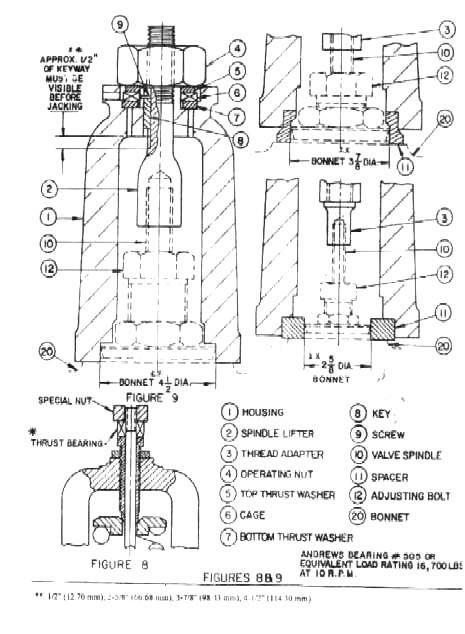 **
APPROX. 1/2"
OF KEYWAY
MUST BE
VISIBLE
BEFORE
JACKING
9
4
5
6
7
8
2
1
10
12
20
**
BONNET 4 1/2 DIA.
FIGURE 9
3
10
12
20
**
BONNET 3 7/8 DIA.
11
3
10
12
11
20
**
2 5/8 DIA.
BONNET
SPECIAL NUT
*
THRUST BEARING
FIGURE 8
1 HOUSING
2 SPINDLE LIFTER
3 THREAD ADAPTER
4 OPERATING NUT
5 TOP THRUST WASHER
6 CAGE
7 BOTTOM THRUST WASHER
8 KEY
9 SCREW
10 VALVE SPINDLE
11 SPACER
12 ADJUSTING BOLT
20 BONNET
ANDREWS BEARING # 505 OR
EQUIVALENT LOAD RATING 16,700 LBS
AT 10 R.P.M.
FIGURES 8&9
** 1/2" (12.70 mm), 2-5/8" (66.68 mm), 3-7/8" (98.43 mm), 4-1/2" (114.30 mm)